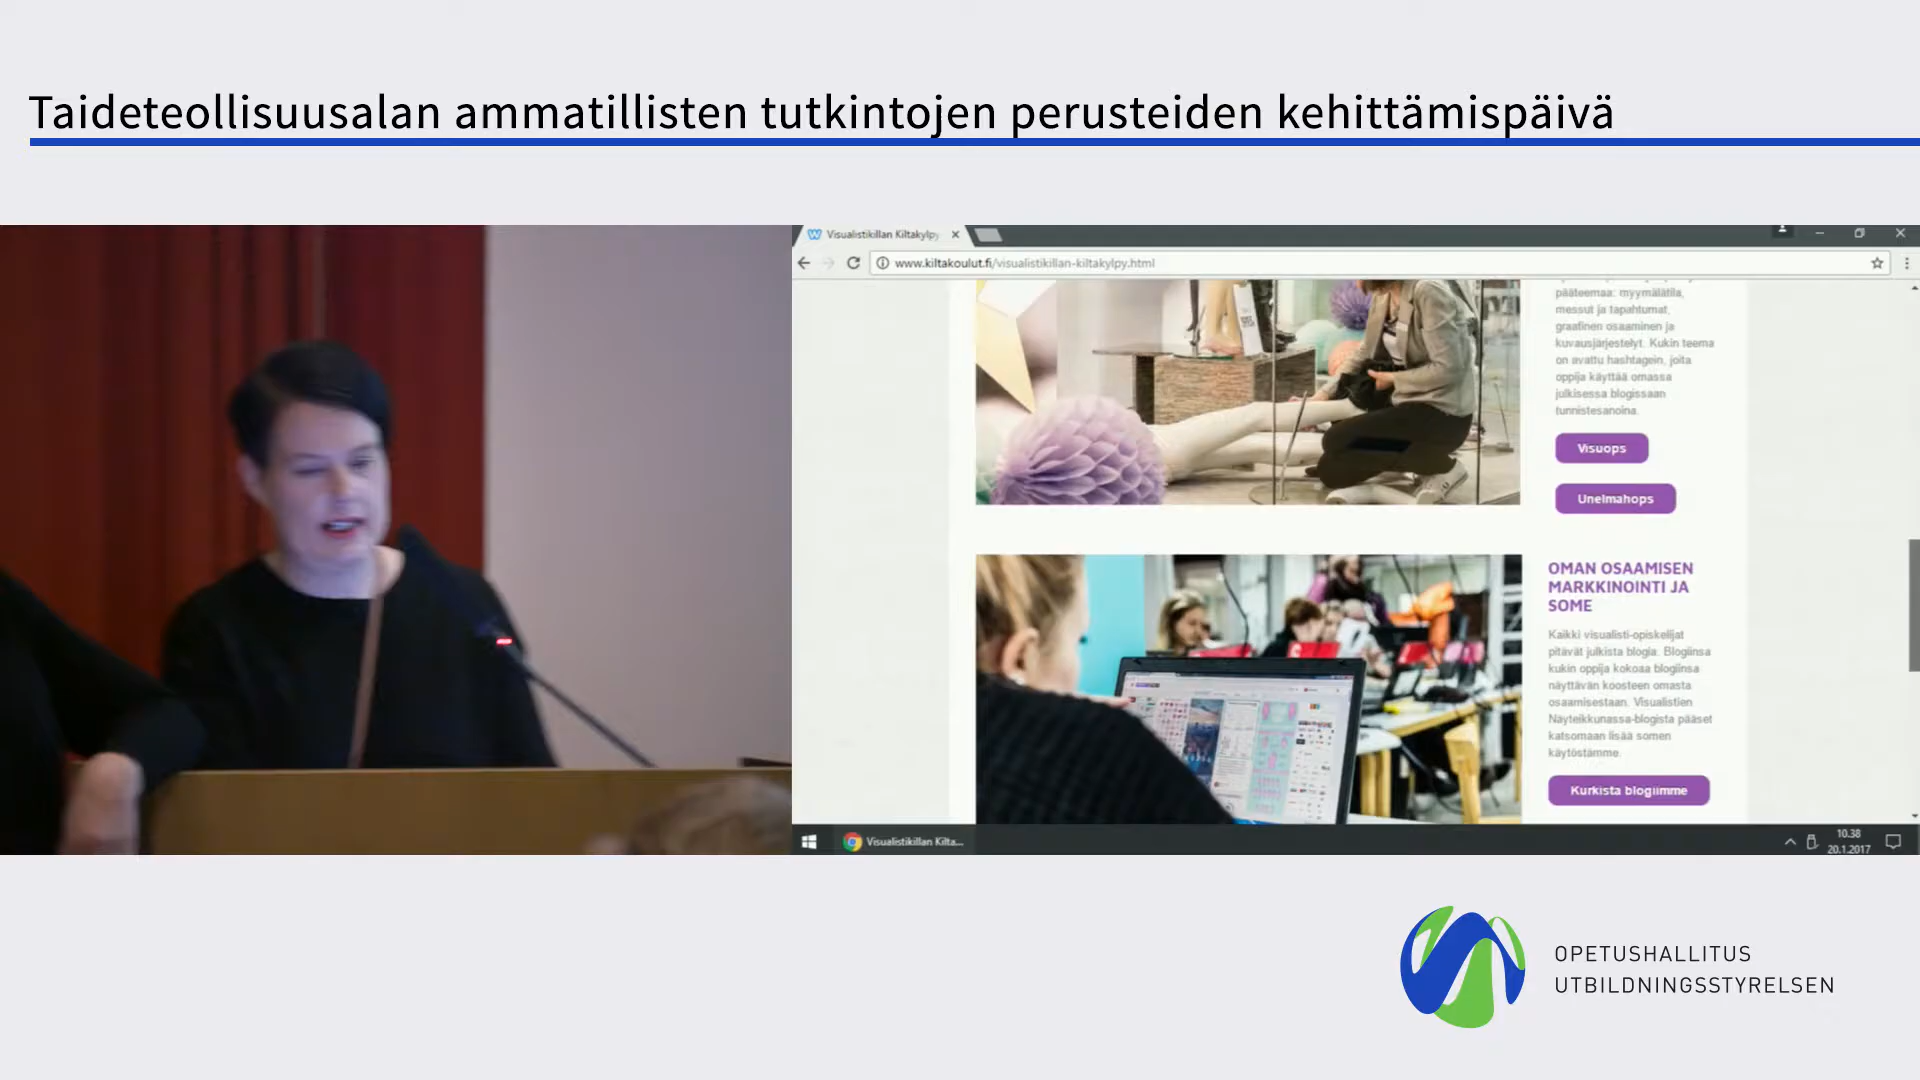 Taideteollisuusalan ammatillisten tutkintojen perusteiden kehittämispäivä
Visualistikillan Kiltakylpy
www.kiltakoulut.fi/visualistikillan-kiltakylpy.html
pääteemaa: myymälätila,
messut ja tapahtumat,
graafinen osaaminen ja
kuvausjärjestelyt. Kukin teema
on avattu hashtagein, joita
oppija käyttää omassa
julkisessa blogissaan
tunnistesanoina.
Visuops
Unelmahops
OMAN OSAAMISEN
MARKKINOINTI JA
SOME
Kaikki visualisti-opiskelijat
pitävät julkista blogia. Blogiinsa
kukin oppija kokoaa blogiinsa
näyttävän koosteen omasta
osaamisestaan. Visualistien
Näyteikkunassa-blogista pääset
katsomaan lisää somen
käytöstämme.
Kurkista blogiimme
Visualistikillan Kilta...
10.38
20.1.2017
OPETUSHALLITUS
UTBILDNINGSSTYRELSEN